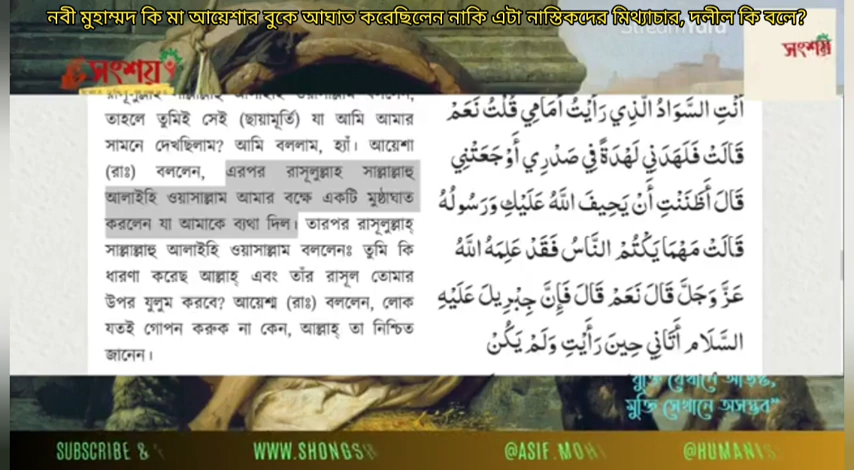 নবী মুহাম্মদ কি মা আয়েশার বুকে আঘাত করেছিলেন নাকি এটা নাস্তিকদের মিথ্যাচার, দলীল কি বলে?
সংশয়
সংশয়
তাহলে তুমিই সেই (ছায়ামূর্তি) যা আমি আমার
সামনে দেখছিলাম? আমি বললাম, হ্যাঁ। আয়েশা
(রাঃ) বললেন, এরপর রাসূলুল্লাহ সাল্লাল্লাহু
আলাইহি ওয়াসাল্লাম আমার বক্ষে একটি মুষ্ঠাঘাত
করলেন যা আমাকে ব্যথা দিল। তারপর রাসূলুল্লাহ্
সাল্লাল্লাহু আলাইহি ওয়াসাল্লাম বললেনঃ তুমি কি
ধারণা করেছ আল্লাহ্ এবং তাঁর রাসূল তোমার
উপর যুলুম করবে? আয়েশা (রাঃ) বললেন, লোক
যতই গোপন করুক না কেন, আল্লাহ্ তা নিশ্চিত
জানেন।
أَنْتِ السَّوَادُ الَّذِي رَأَيْتُ أَمَامِي قُلْتُ نَعَمْ
قَالَتْ فَلَهَدَنِي لَهْدَةً فِي صَدْرِي أَوْجَعَتْنِي
قَالَ أَظَنَنْتِ أَنْ يَحِيفَ اللَّهُ عَلَيْكِ وَرَسُولُهُ
قَالَتْ مَهْمَا يَكْتُمْ النَّاسُ فَقَدْ عَلِمَهُ اللَّهُ
عَزَّ وَجَلَّ قَالَ نَعَمْ قَالَ فَإِنَّ جِبْرِيلَ عَلَيْهِ
السَّلَام أَتَانِي حِينَ رَأَيْتِ وَلَمْ يَكُنْ
মুক্তি সেখানে অসম্ভব"
SUBSCRIBE &
WWW.SHONGS
@ASIF.MOH
@HUMANIS